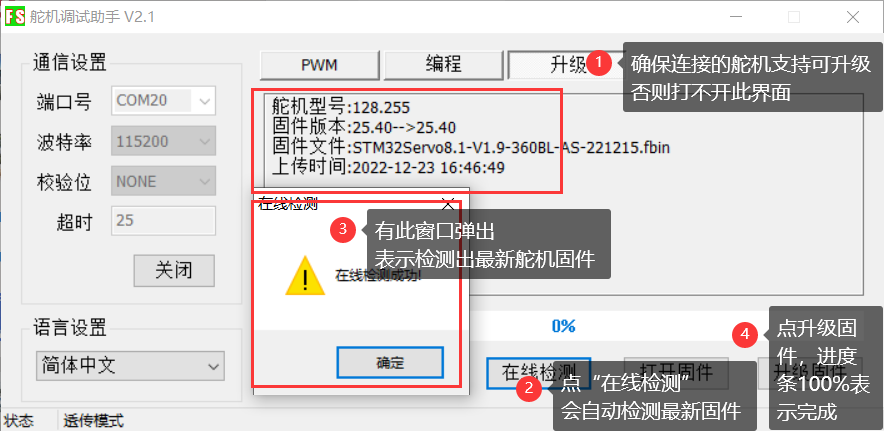 FS 舵机调试助手 V2.1
通信设置
端口号 COM20
波特率 115200
校验位 NONE
超时 25
关闭
语言设置
简体中文
状态 透传模式
PWM 编程 升级
1 确保连接的舵机支持可升级
否则打不开此界面
舵机型号:128.255
固件版本:25.40-->25.40
固件文件:STM32Servo8.1-V1.9-360BL-AS-221215.fbin
上传时间:2022-12-23 16:46:49
在线检测
3 有此窗口弹出
表示检测出最新舵机固件
在线检测成功!
确定
0%
在线检测 打开固件 升级固件
2 点“在线检测”
会自动检测最新固件
4 点升级固
件，进度
条100%表
示完成